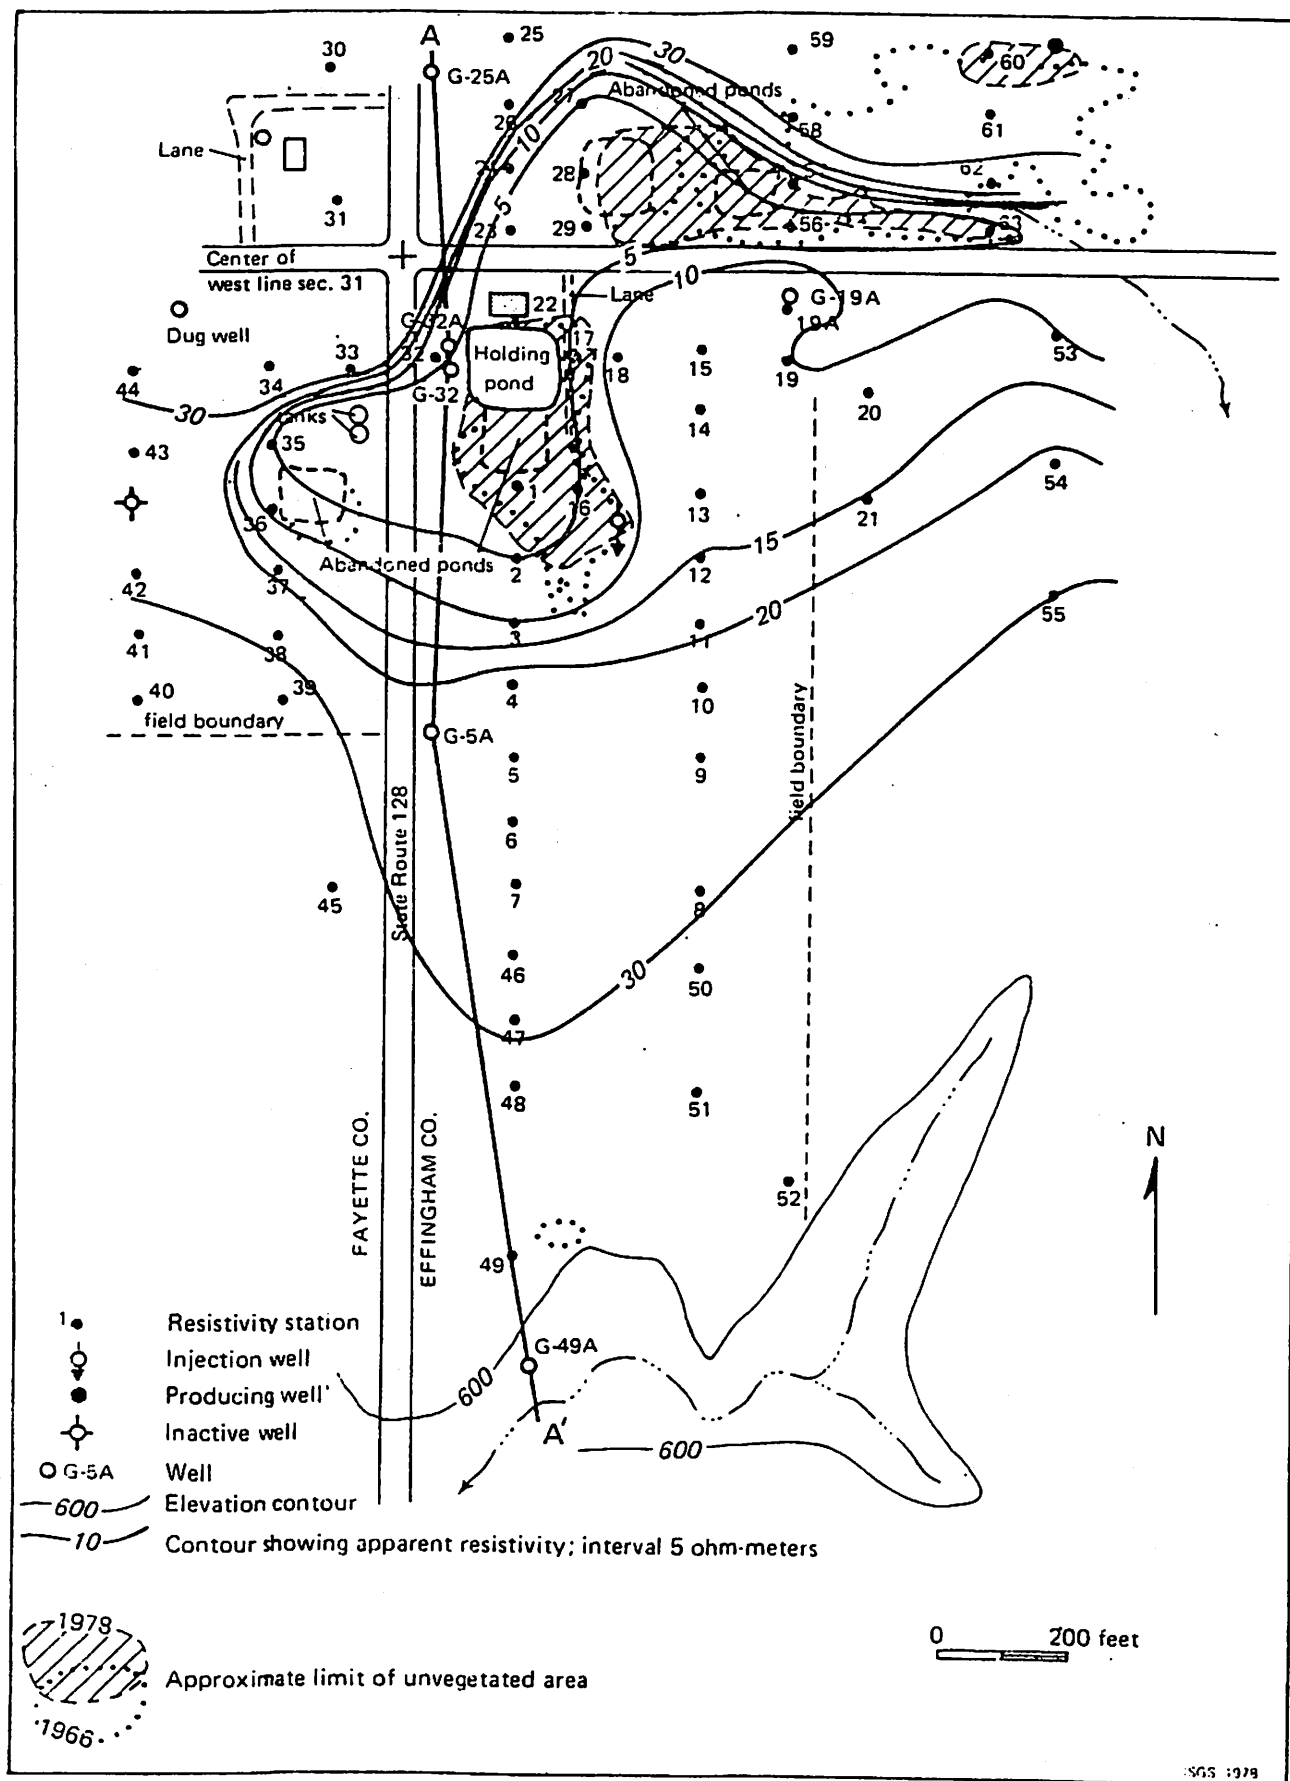 A
25
59
30
30
60
G-25A
20
Abandoned ponds
27
26
58
61
10
Lane
28
62
24
31
5
23
29
56
63
Center of
west line sec. 31
5
10
Lane
G-19A
19A
22
G-32A
Dug well
17
Holding
pond
33
32
18
15
19
53
44
34
G-32
20
30
Tanks
14
35
43
54
1
16
13
21
36
15
Abandoned ponds
2
12
42
37
20
55
3
11
41
38
40
39
4
10
field boundary
G-5A
5
9
field boundary
State Route 128
6
7
8
45
46
30
50
47
48
51
FAYETTE CO.
EFFINGHAM CO.
N
52
49
G-49A
600
A'
600
1 Resistivity station
Injection well
Producing well
Inactive well
G-5A Well
600 Elevation contour
10 Contour showing apparent resistivity; interval 5 ohm-meters
1978
Approximate limit of unvegetated area
1966
0 200 feet
ISGS 1978